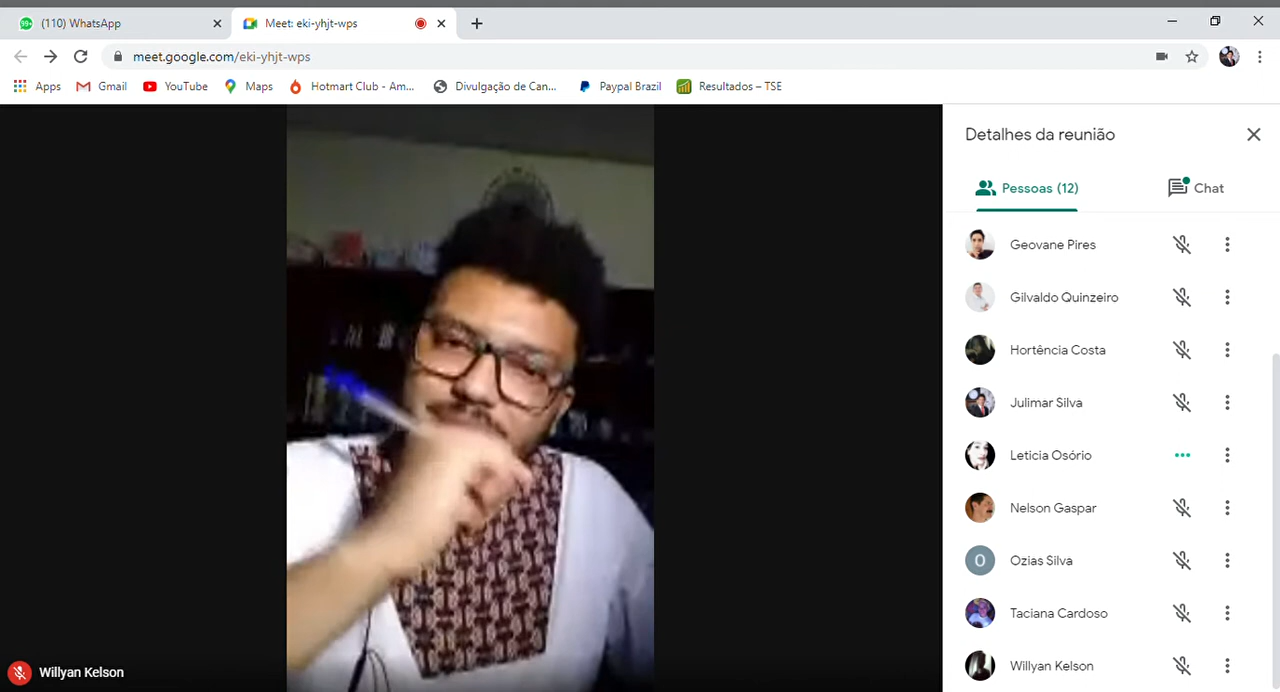 99+ (110) WhatsApp
Meet: eki-yhjt-wps
meet.google.com/eki-yhjt-wps
Apps Gmail YouTube Maps Hotmart Club - Am... Divulgação de Can... Paypal Brazil Resultados – TSE
Detalhes da reunião
Pessoas (12) Chat
Geovane Pires
Gilvaldo Quinzeiro
Hortência Costa
Julimar Silva
Leticia Osório
Nelson Gaspar
O Ozias Silva
Taciana Cardoso
Willyan Kelson
Willyan Kelson